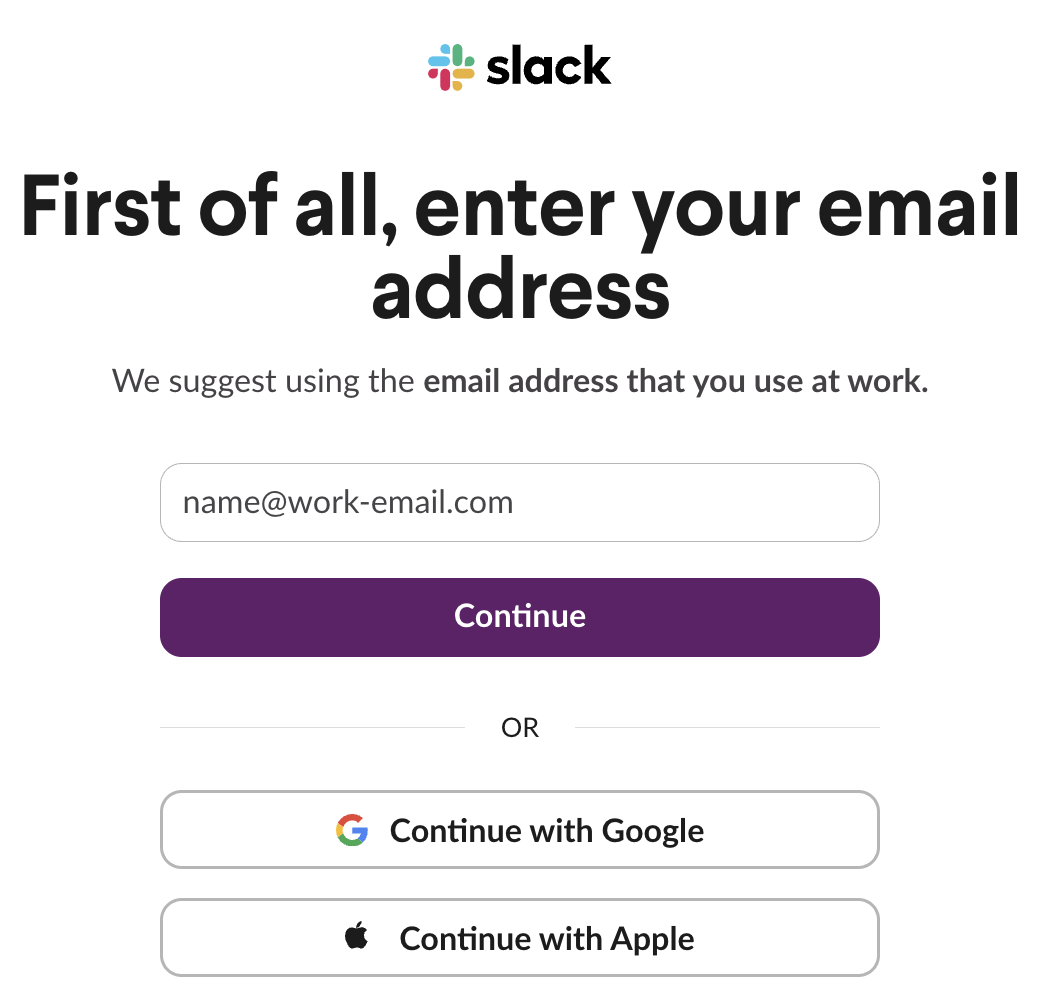 slack
First of all, enter your email
address
We suggest using the email address that you use at work.
name@work-email.com
Continue
OR
Continue with Google
Continue with Apple